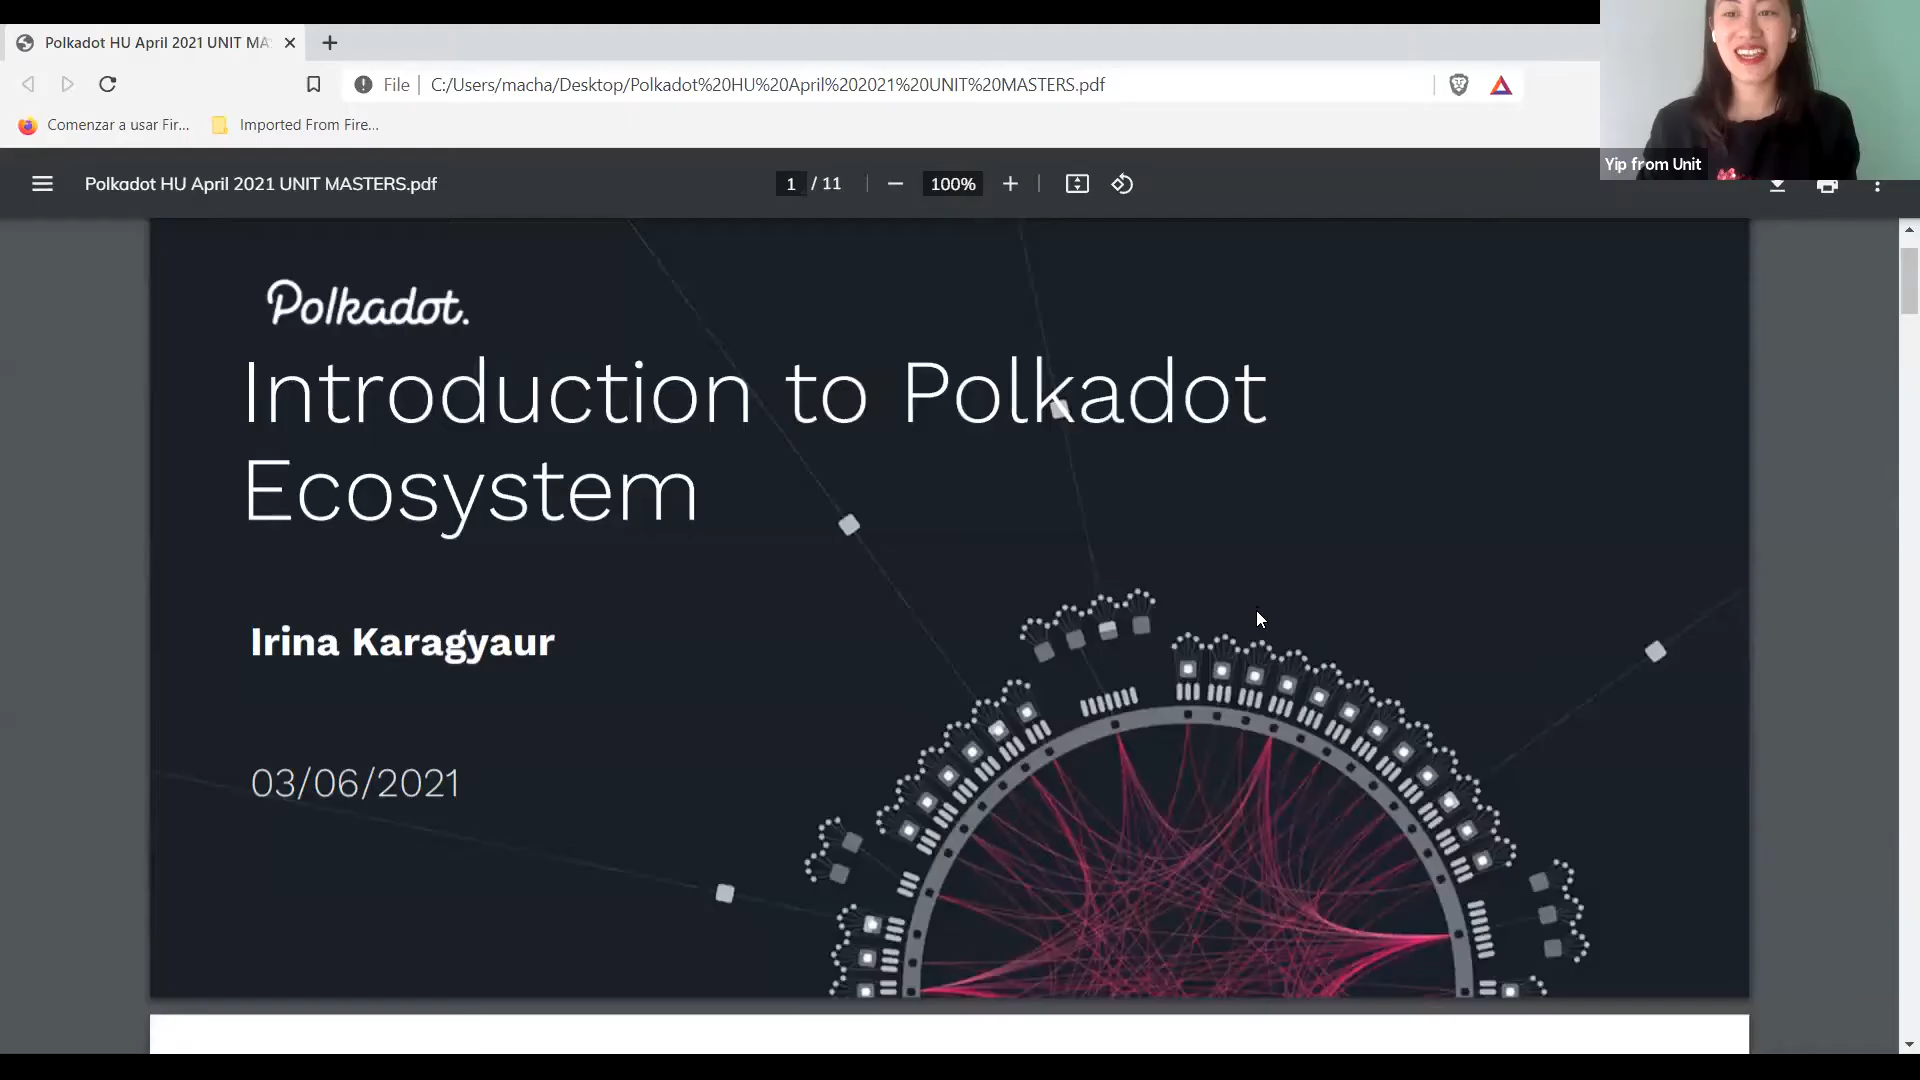 Polkadot HU April 2021 UNIT MA
File
C:/Users/macha/Desktop/Polkadot%20HU%20April%202021%20UNIT%20MASTERS.pdf
Comenzar a usar Fir...
Imported From Fire...
Yip from Unit
Polkadot HU April 2021 UNIT MASTERS.pdf
1 / 11
100%
Polkadot.
Introduction to Polkadot
Ecosystem
Irina Karagyaur
03/06/2021